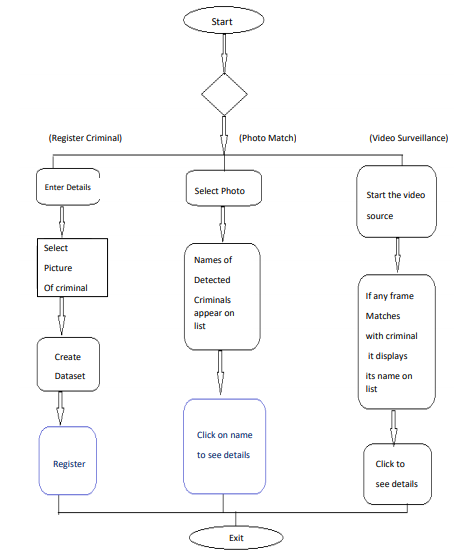 Start
(Register Criminal)
(Photo Match)
(Video Surveillance)
Enter Details
Select
Picture
Of criminal
Create
Dataset
Register
Select Photo
Names of
Detected
Criminals
appear on
list
Click on name
to see details
Start the video
source
If any frame
Matches
with criminal
it displays
its name on
list
Click to
see details
Exit